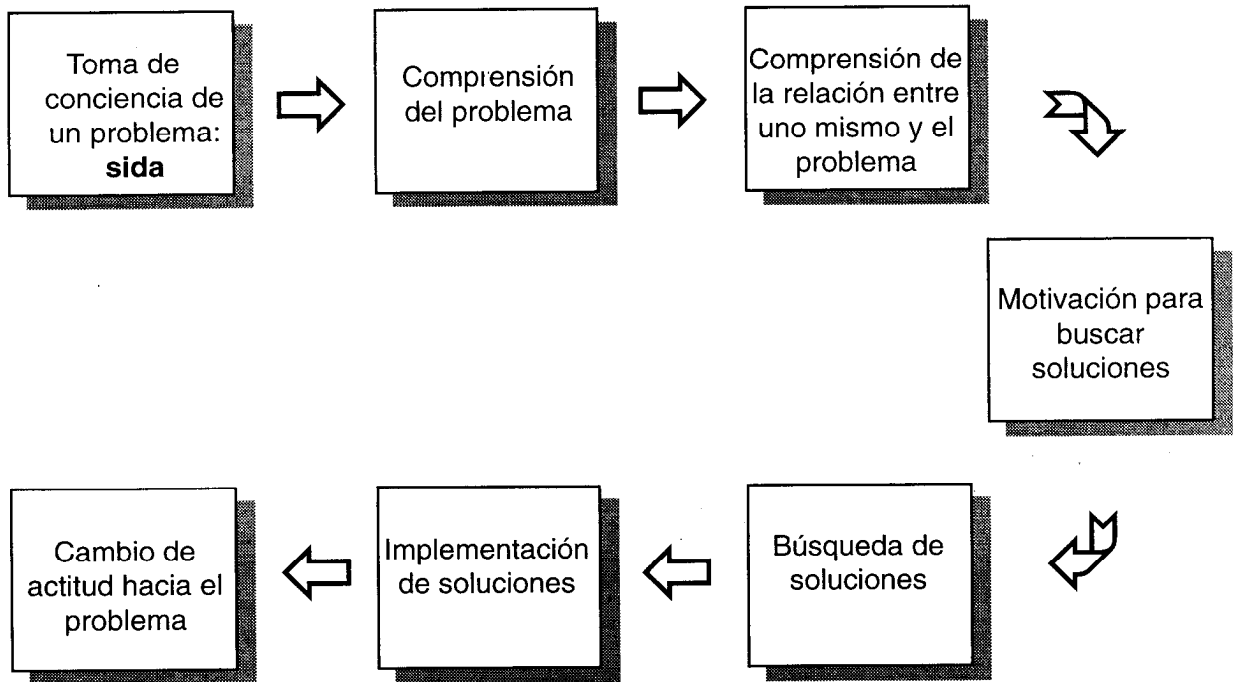 Toma de
conciencia de
un problema:
sida
Comprensión
del problema
Comprensión de
la relación entre
uno mismo y el
problema
Motivación para
buscar
soluciones
Búsqueda de
soluciones
Implementación
de soluciones
Cambio de
actitud hacia el
problema